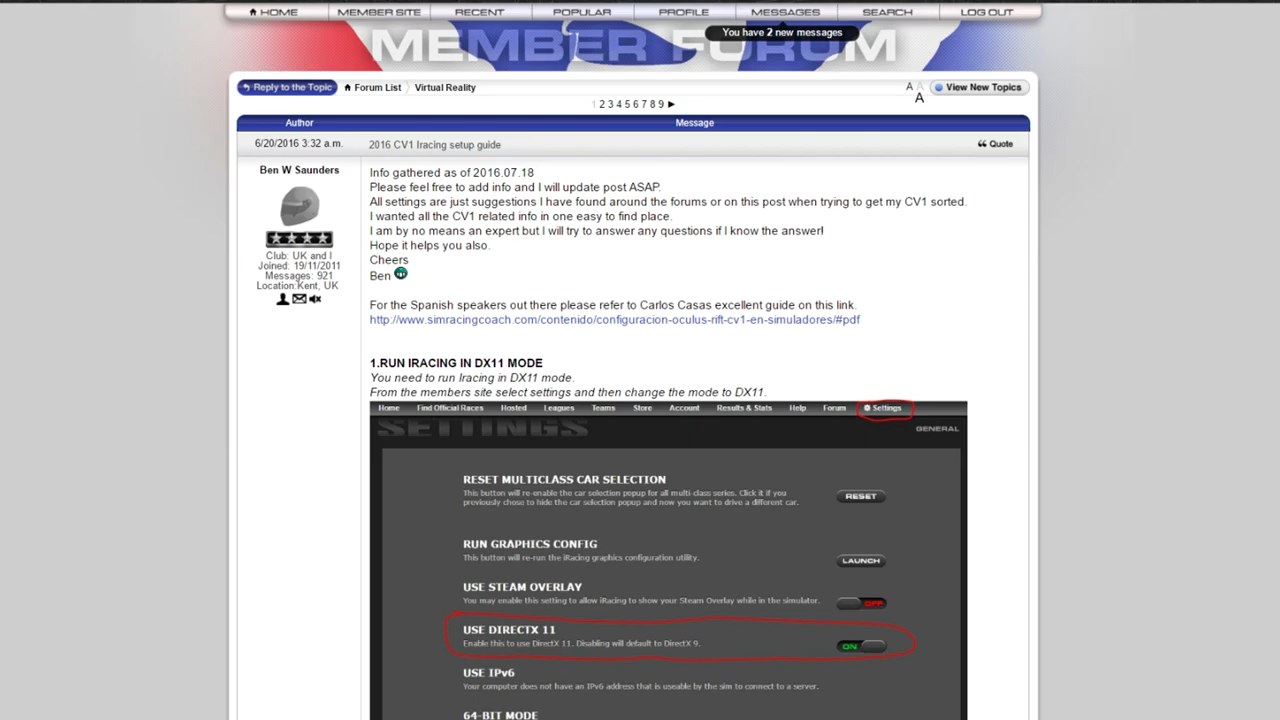 HOME MEMBER SITE RECENT POPULAR PROFILE MESSAGES SEARCH LOG OUT
You have 2 new messages
MEMBER FORUM
Reply to the Topic Forum List Virtual Reality A A A View New Topics
1 2 3 4 5 6 7 8 9
Author Message
6/20/2016 3:32 a.m. 2016 CV1 Iracing setup guide Quote
Ben W Saunders
Club: UK and I
Joined: 19/11/2011
Messages: 921
Location:Kent, UK
Info gathered as of 2016.07.18
Please feel free to add info and I will update post ASAP.
All settings are just suggestions I have found around the forums or on this post when trying to get my CV1 sorted.
I wanted all the CV1 related info in one easy to find place.
I am by no means an expert but I will try to answer any questions if I know the answer!
Hope it helps you also.
Cheers
Ben
For the Spanish speakers out there please refer to Carlos Casas excellent guide on this link.
http://www.simracingcoach.com/contenido/configuracion-oculus-rift-cv1-en-simuladores/#pdf
1.RUN IRACING IN DX11 MODE
You need to run Iracing in DX11 mode.
From the members site select settings and then change the mode to DX11.
Home Find Official Races Hosted Leagues Teams Store Account Results & Stats Help Forum Settings
SETTINGS GENERAL
RESET MULTICLASS CAR SELECTION
This button will re-enable the car selection popup for all multi-class series. Click it if you
previously chose to hide the car selection popup and now you want to drive a different car.
RESET
RUN GRAPHICS CONFIG
This button will re-run the iRacing graphics configuration utility.
LAUNCH
USE STEAM OVERLAY
You may enable this setting to allow iRacing to show your Steam Overlay while in the simulator.
OFF
USE DIRECTX 11
Enable this to use DirectX 11. Disabling will default to DirectX 9.
ON
USE IPv6
Your computer does not have an IPv6 address that is useable by the sim to connect to a server.
64-BIT MODE